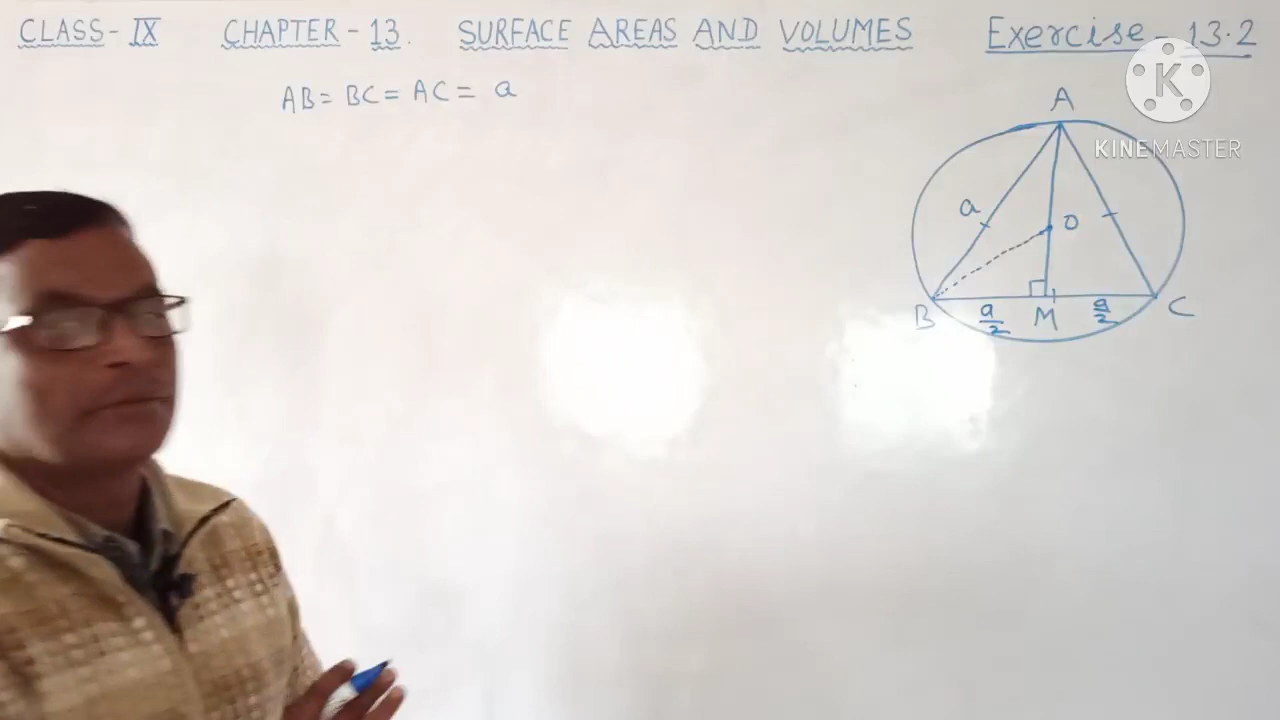 CLASS-IX CHAPTER-13. SURFACE AREAS AND VOLUMES Exercise-13.2
AB = BC = AC = a
K
KINEMASTER
A
a
O
B a/2 M a/2 C